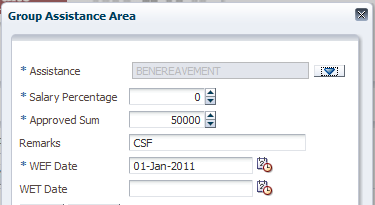 Group Assistance Area
* Assistance BENEREAVEMENT
* Salary Percentage 0
* Approved Sum 50000
Remarks CSF
* WEF Date 01-Jan-2011
WET Date